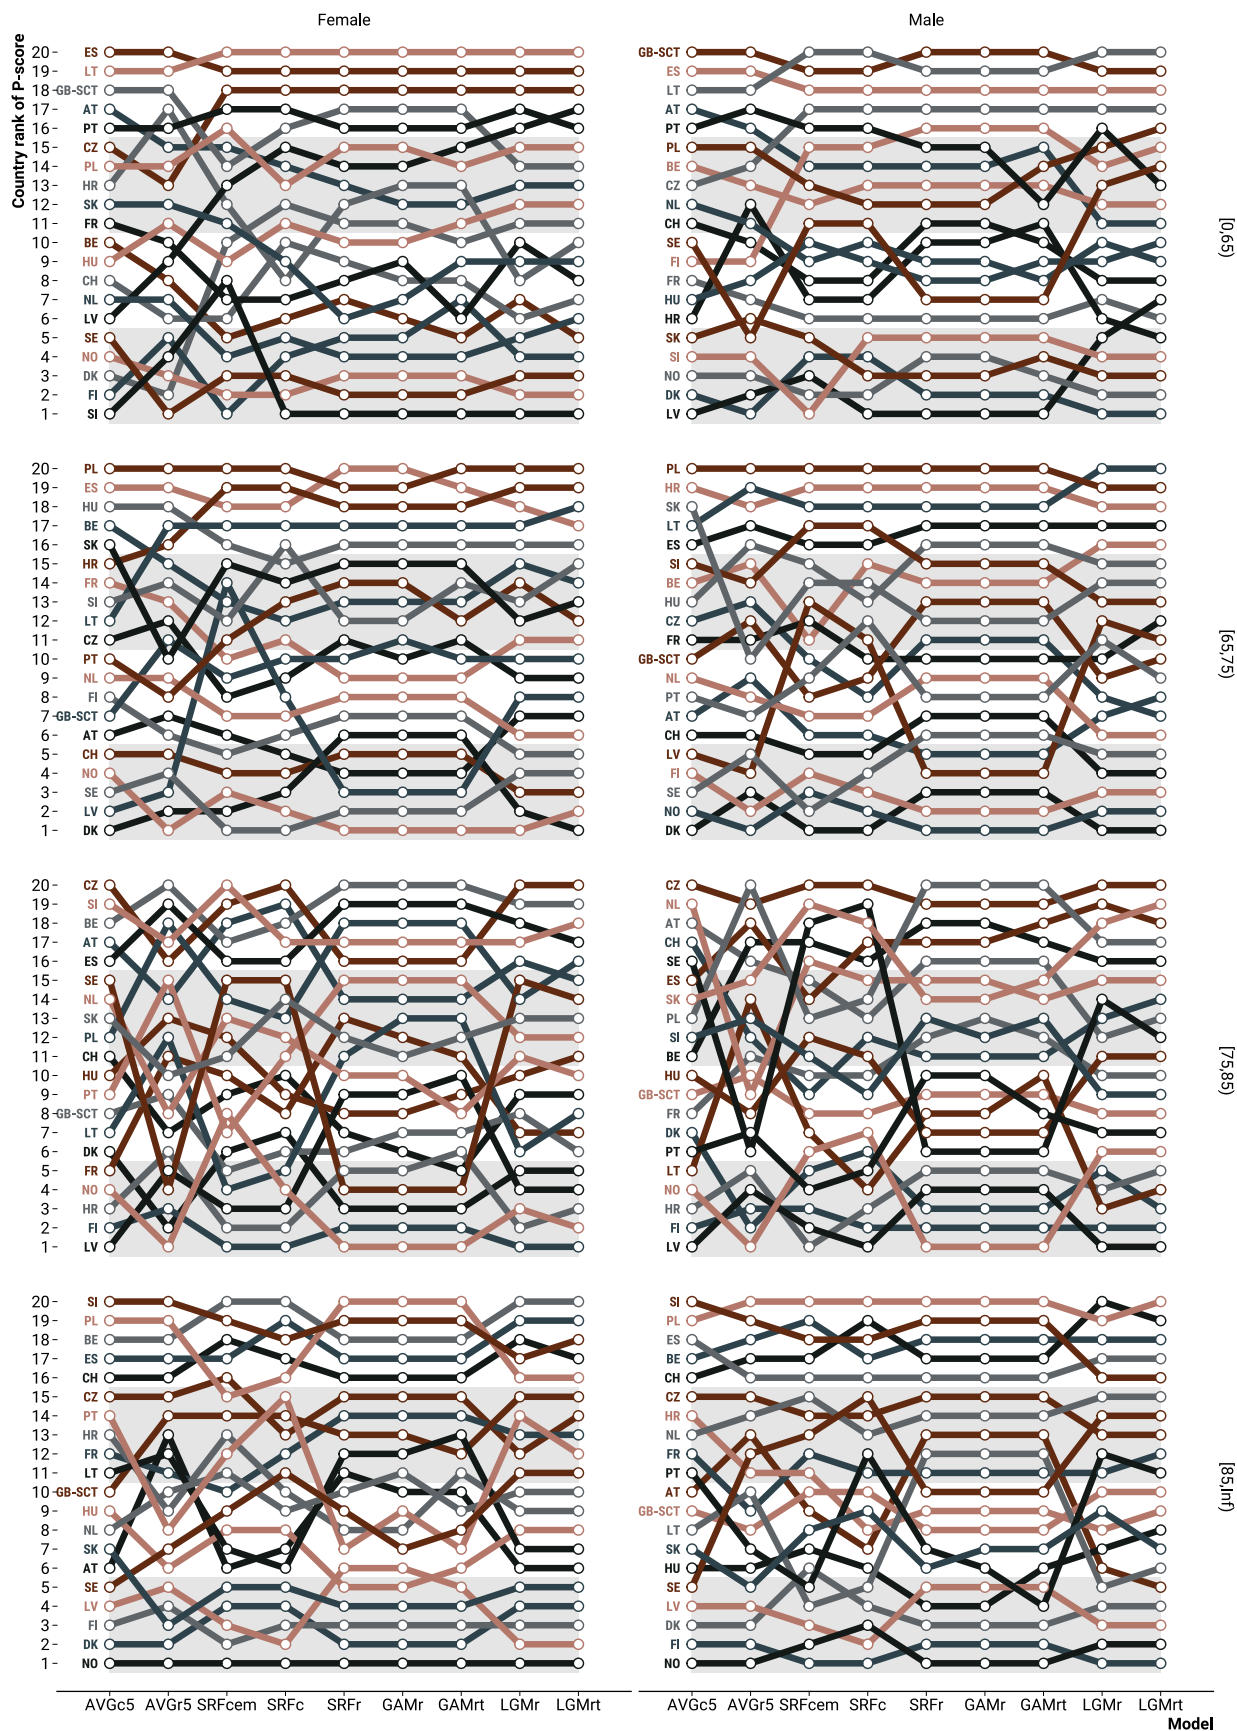 Female
Male
Country rank of P-score
20 ES
19 LT
18 GB-SCT
17 AT
16 PT
15 CZ
14 PL
13 HR
12 SK
11 FR
10 BE
9 HU
8 CH
7 NL
6 LV
5 SE
4 NO
3 DK
2 FI
1 SI
GB-SCT
ES
LT
AT
PT
PL
BE
CZ
NL
CH
SE
FI
FR
HU
HR
SK
SI
NO
DK
LV
[0,65)
20 PL
19 ES
18 HU
17 BE
16 SK
15 HR
14 FR
13 SI
12 LT
11 CZ
10 PT
9 NL
8 FI
7 GB-SCT
6 AT
5 CH
4 NO
3 SE
2 LV
1 DK
PL
HR
SK
LT
ES
SI
BE
HU
CZ
FR
GB-SCT
NL
PT
AT
CH
LV
FI
SE
NO
DK
[65,75)
20 CZ
19 SI
18 BE
17 AT
16 ES
15 SE
14 NL
13 SK
12 PL
11 CH
10 HU
9 PT
8 GB-SCT
7 LT
6 DK
5 FR
4 NO
3 HR
2 FI
1 LV
CZ
NL
AT
CH
SE
ES
SK
PL
SI
BE
HU
GB-SCT
FR
DK
PT
LT
NO
HR
FI
LV
[75,85)
20 SI
19 PL
18 BE
17 ES
16 CH
15 CZ
14 PT
13 HR
12 FR
11 LT
10 GB-SCT
9 HU
8 NL
7 SK
6 AT
5 SE
4 LV
3 FI
2 DK
1 NO
SI
PL
ES
BE
CH
CZ
HR
NL
FR
PT
AT
GB-SCT
LT
SK
HU
SE
LV
DK
FI
NO
[85,Inf)
AVGc5 AVGr5 SRFcem SRFc SRFr GAMr GAMrt LGMr LGMrt
AVGc5 AVGr5 SRFcem SRFc SRFr GAMr GAMrt LGMr LGMrt
Model